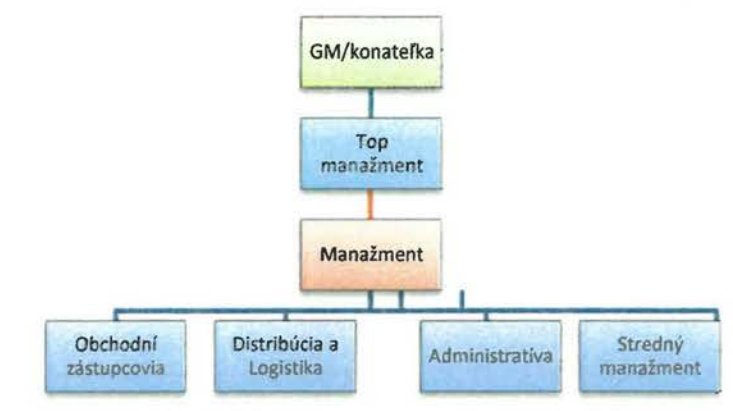 GM/konateľka
Top
manažment
Manažment
Obchodní
zástupcovia
Distribúcia a
Logistika
Administratíva
Stredný
manažment